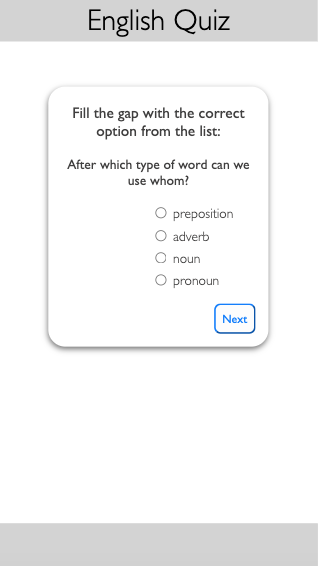 English Quiz
Fill the gap with the correct
option from the list:
After which type of word can we
use whom?
preposition
adverb
noun
pronoun
Next